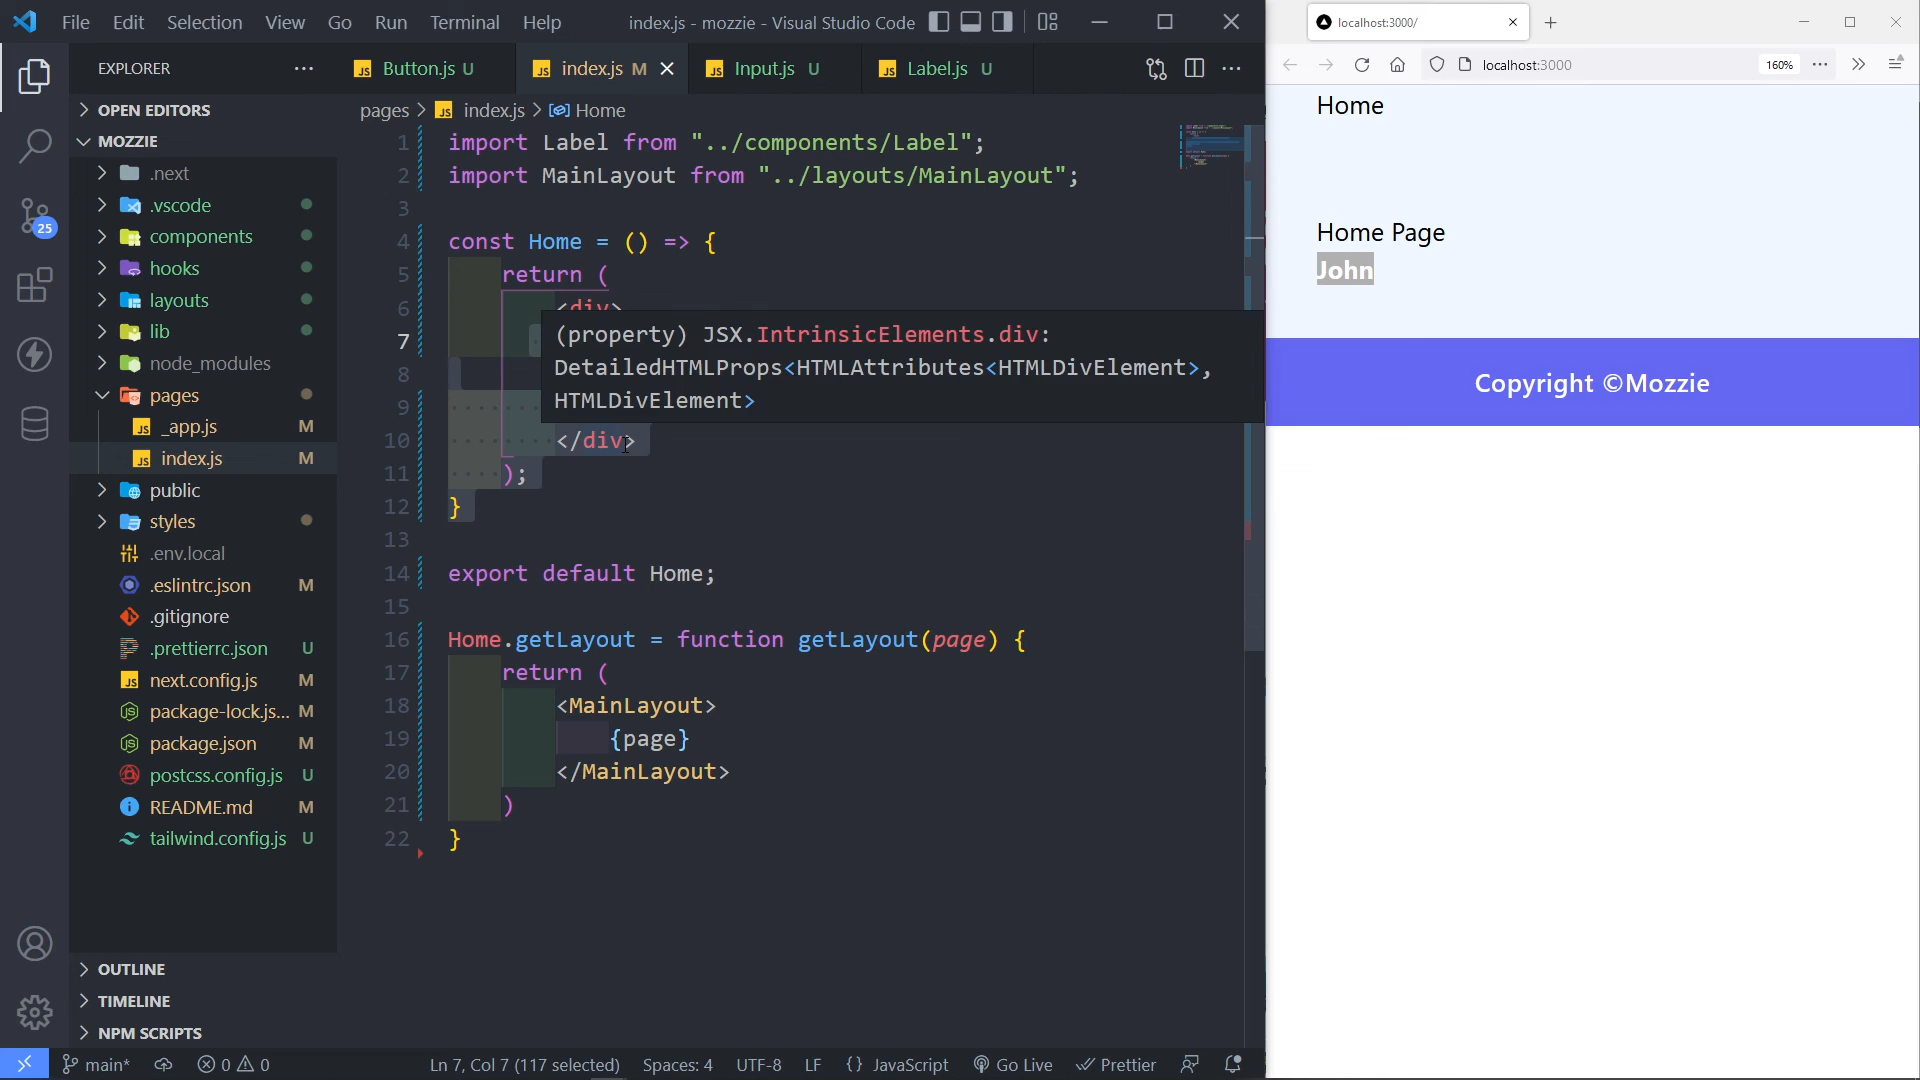 File Edit Selection View Go Run Terminal Help
index.js - mozzie - Visual Studio Code
EXPLORER
OPEN EDITORS
MOZZIE
.next
.vscode
components
hooks
layouts
lib
node_modules
pages
_app.js M
index.js M
public
styles
.env.local
.eslintrc.json M
.gitignore
.prettierrc.json U
next.config.js M
package-lock.js... M
package.json M
postcss.config.js U
README.md M
tailwind.config.js U
OUTLINE
TIMELINE
NPM SCRIPTS
25
Button.js U
index.js M
Input.js U
Label.js U
pages > index.js > Home
1 import Label from "../components/Label";
2 import MainLayout from "../layouts/MainLayout";
3
4 const Home = () => {
5 return (
6 <div>
7
8
9
10 </div>
11 );
12 }
13
14 export default Home;
15
16 Home.getLayout = function getLayout(page) {
17 return (
18 <MainLayout>
19 {page}
20 </MainLayout>
21 )
22 }
(property) JSX.IntrinsicElements.div:
DetailedHTMLProps<HTMLAttributes<HTMLDivElement>,
HTMLDivElement>
main* 0 0 Ln 7, Col 7 (117 selected) Spaces: 4 UTF-8 LF {} JavaScript Go Live Prettier
localhost:3000/
localhost:3000 160%
Home
Home Page
John
Copyright ©Mozzie